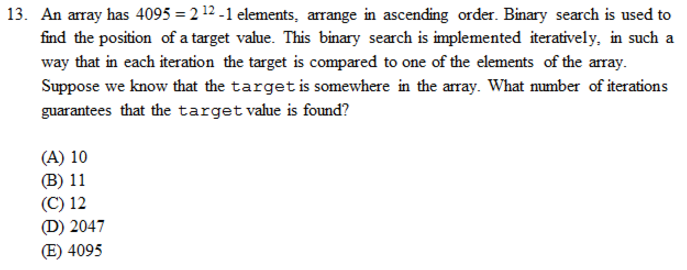 13. An array has 4095 = 2 12 -1 elements, arrange in ascending order. Binary search is used to
find the position of a target value. This binary search is implemented iteratively, in such a
way that in each iteration the target is compared to one of the elements of the array.
Suppose we know that the target is somewhere in the array. What number of iterations
guarantees that the target value is found?
(A) 10
(B) 11
(C) 12
(D) 2047
(E) 4095